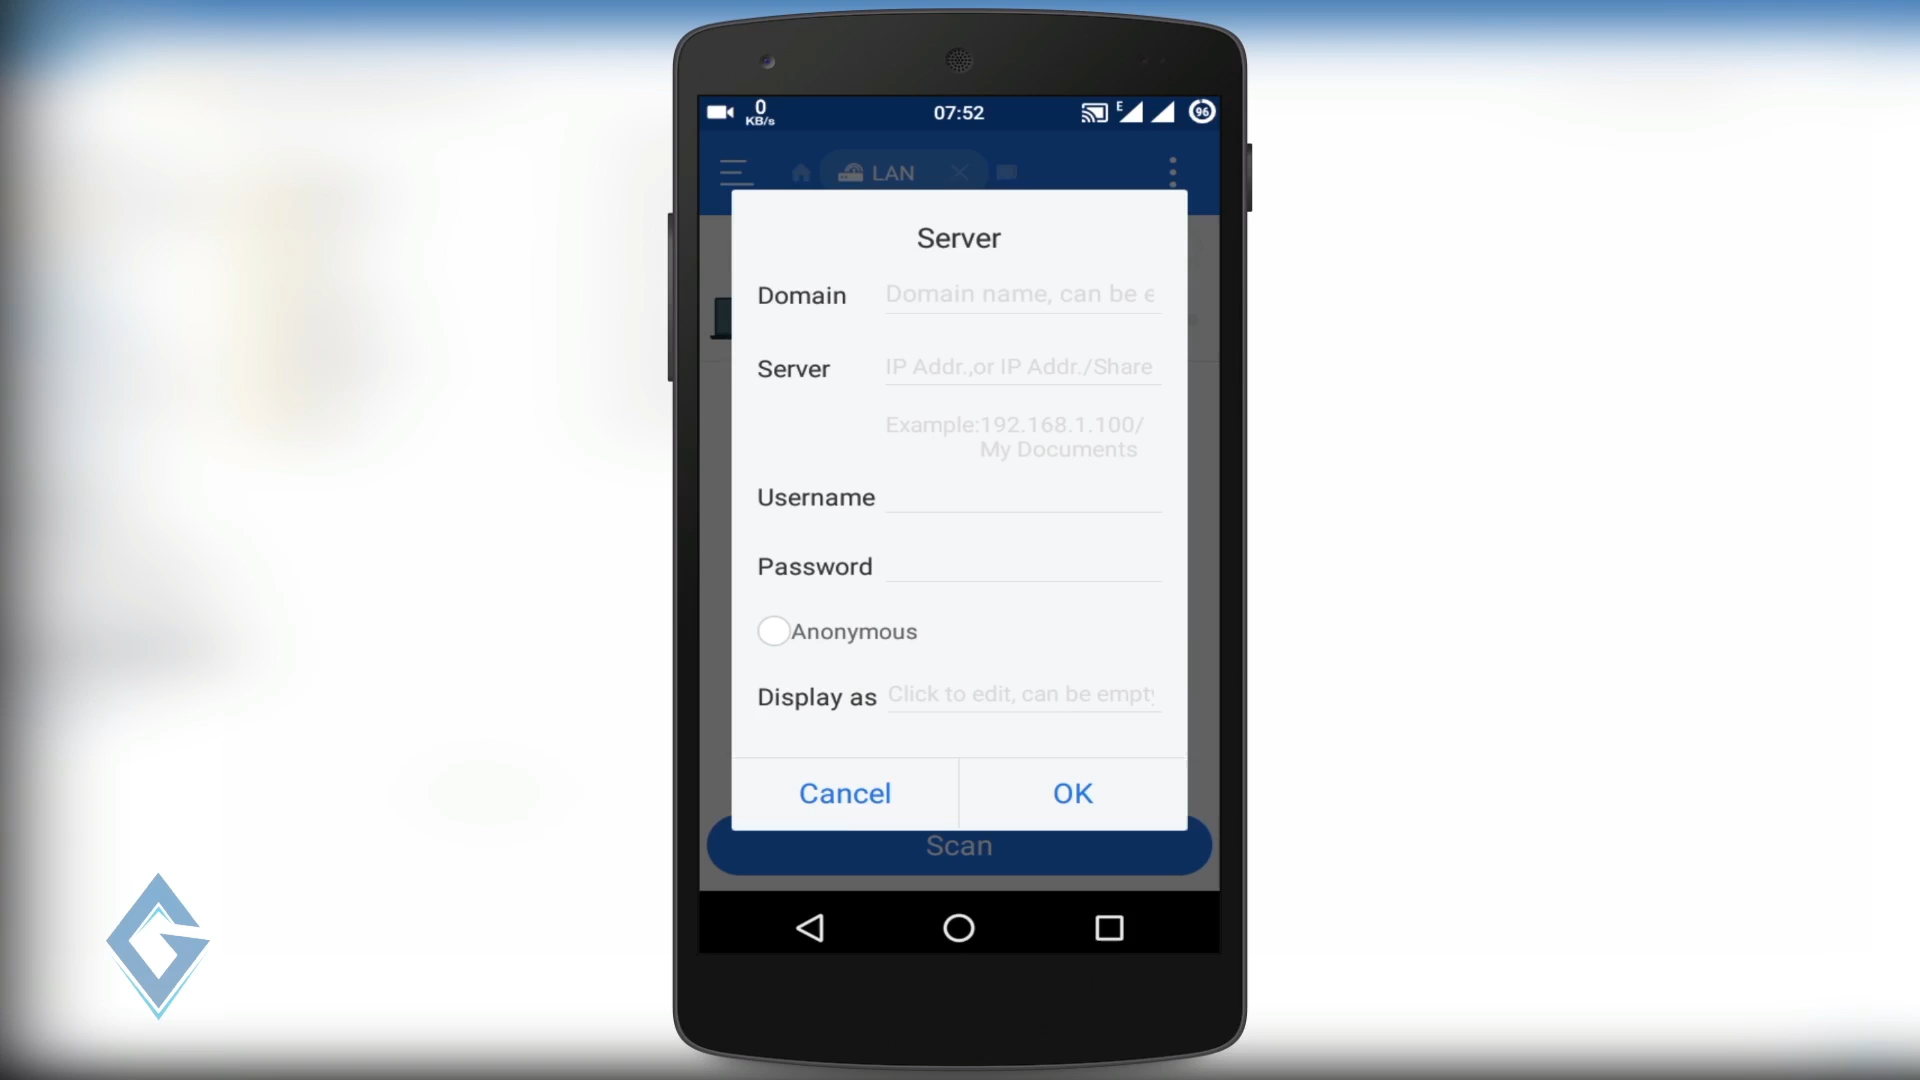 0
KB/s
07:52
E
96
LAN
Server
Domain
Domain name, can be e
Server
IP Addr.,or IP Addr./Share
Example:192.168.1.100/
My Documents
Username
Password
Anonymous
Display as
Click to edit, can be empty
Cancel
OK
Scan